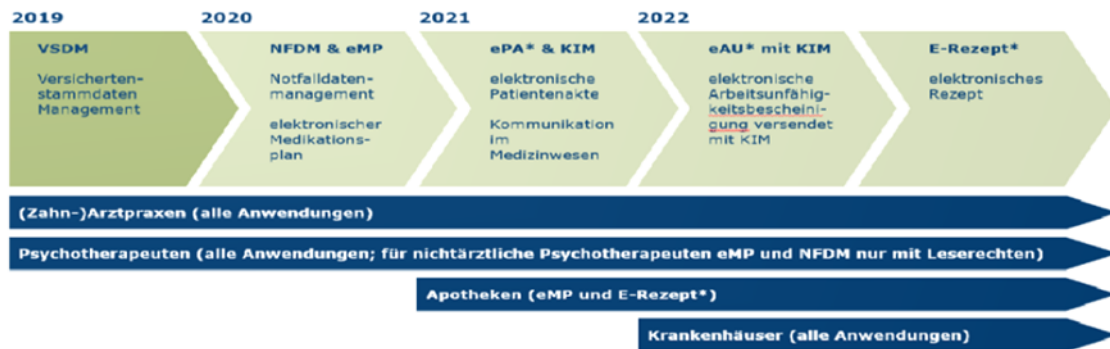 2019
2020
2021
2022
VSDM
Versicherten-
stammdaten
Management
NFDM & eMP
Notfalldaten-
management
elektronischer
Medikations-
plan
ePA* & KIM
elektronische
Patientenakte
Kommunikation
im
Medizinwesen
eAU* mit KIM
elektronische
Arbeitsunfähig-
keitsbescheini-
gung versendet
mit KIM
E-Rezept*
elektronisches
Rezept
(Zahn-)Arztpraxen (alle Anwendungen)
Psychotherapeuten (alle Anwendungen; für nichtärztliche Psychotherapeuten eMP und NFDM nur mit Leserechten)
Apotheken (eMP und E-Rezept*)
Krankenhäuser (alle Anwendungen)